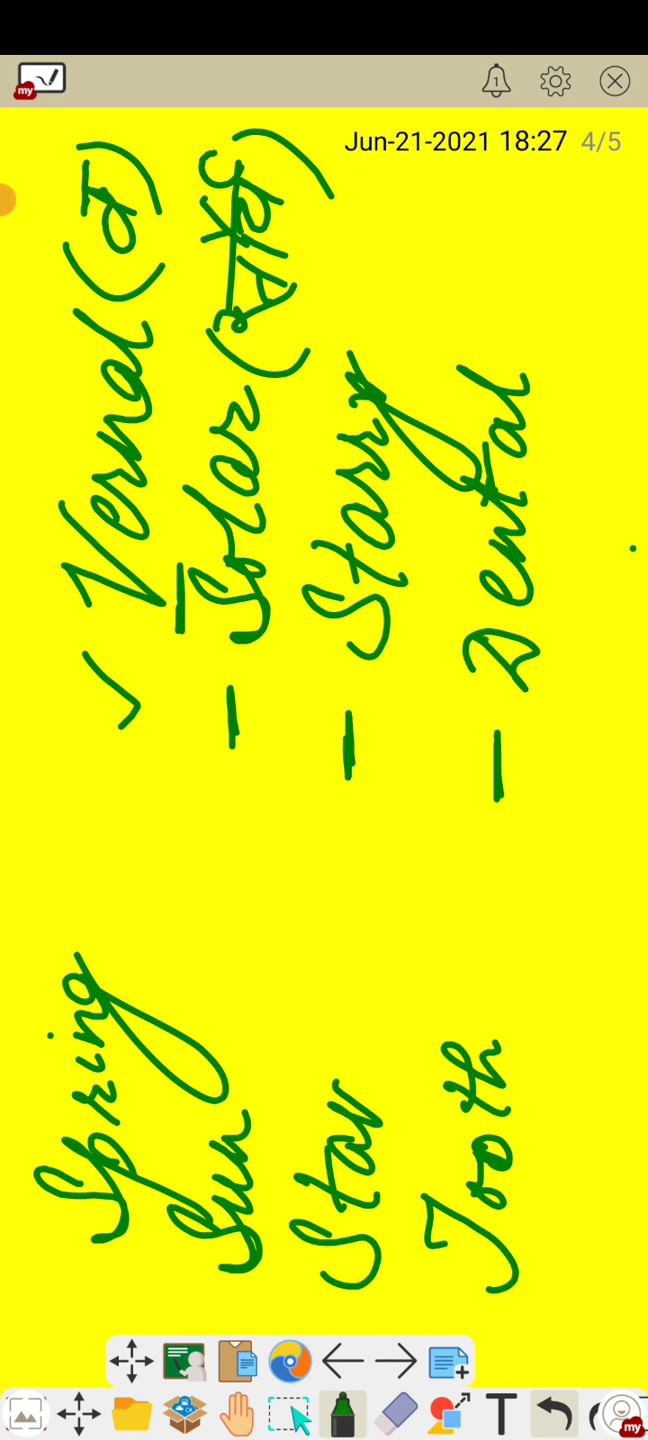 Jun-21-2021 18:27 4/5
Spring ✓ Vernal (व)
Sun - Solar
Star - Starry
Tooth - Dental